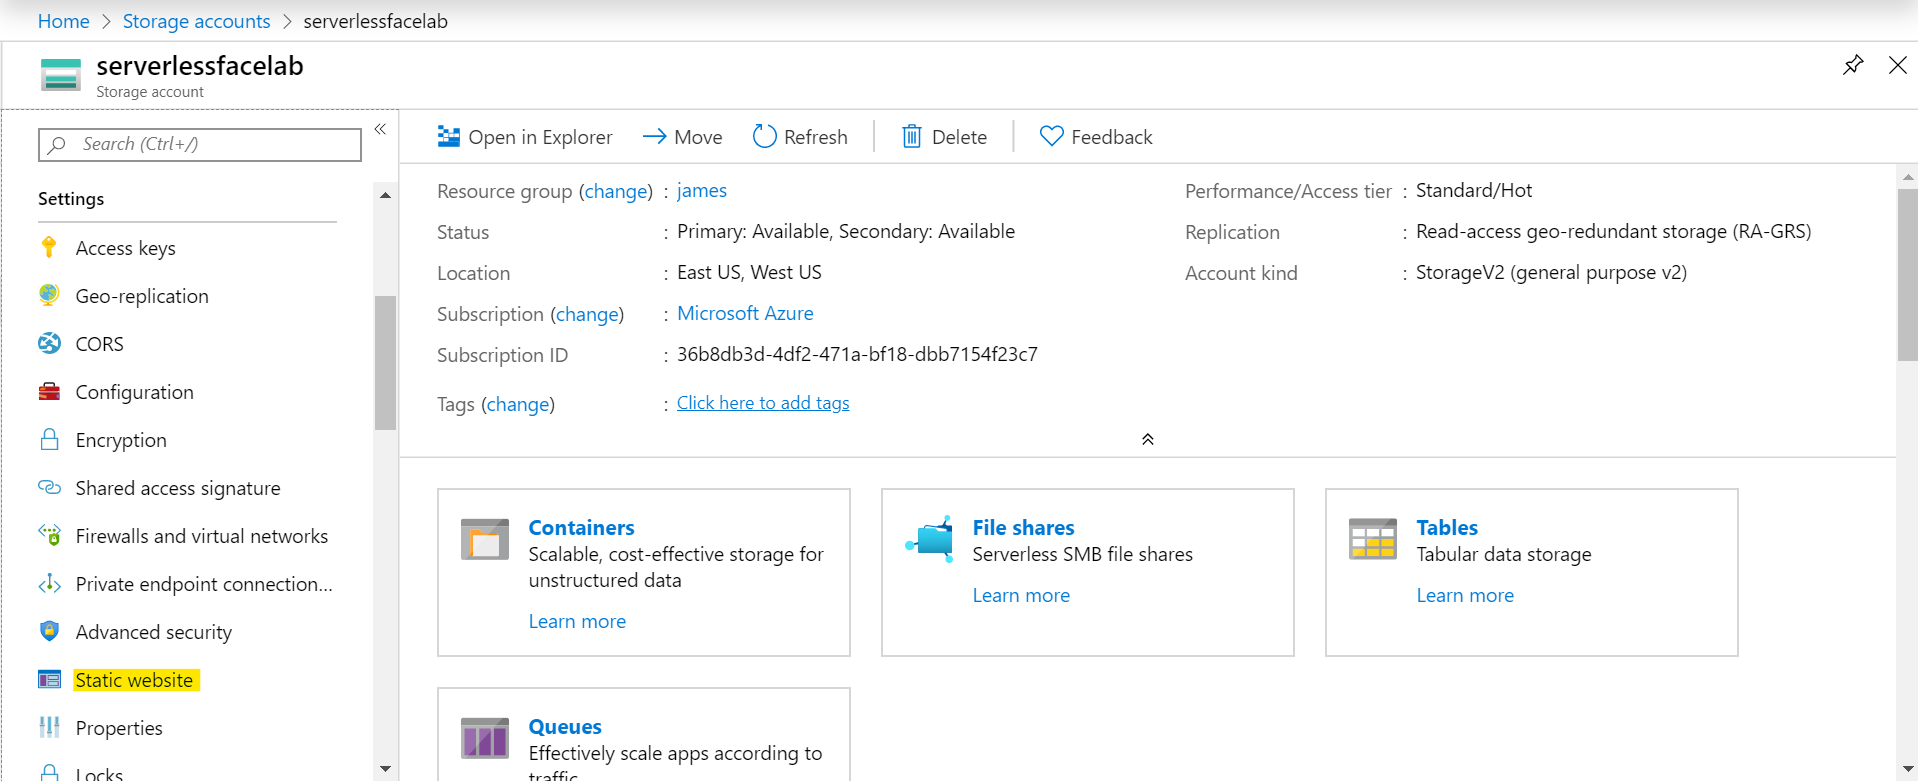 Home > Storage accounts > serverlessfacelab
serverlessfacelab
Storage account
Search (Ctrl+/)
«
Settings
Access keys
Geo-replication
CORS
Configuration
Encryption
Shared access signature
Firewalls and virtual networks
Private endpoint connection...
Advanced security
Static website
Properties
Locks
Open in Explorer Move Refresh Delete Feedback
Resource group (change) : james
Status : Primary: Available, Secondary: Available
Location : East US, West US
Subscription (change) : Microsoft Azure
Subscription ID : 36b8db3d-4df2-471a-bf18-dbb7154f23c7
Tags (change) : Click here to add tags
Performance/Access tier : Standard/Hot
Replication : Read-access geo-redundant storage (RA-GRS)
Account kind : StorageV2 (general purpose v2)
Containers
Scalable, cost-effective storage for
unstructured data
Learn more
File shares
Serverless SMB file shares
Learn more
Tables
Tabular data storage
Learn more
Queues
Effectively scale apps according to
traffic